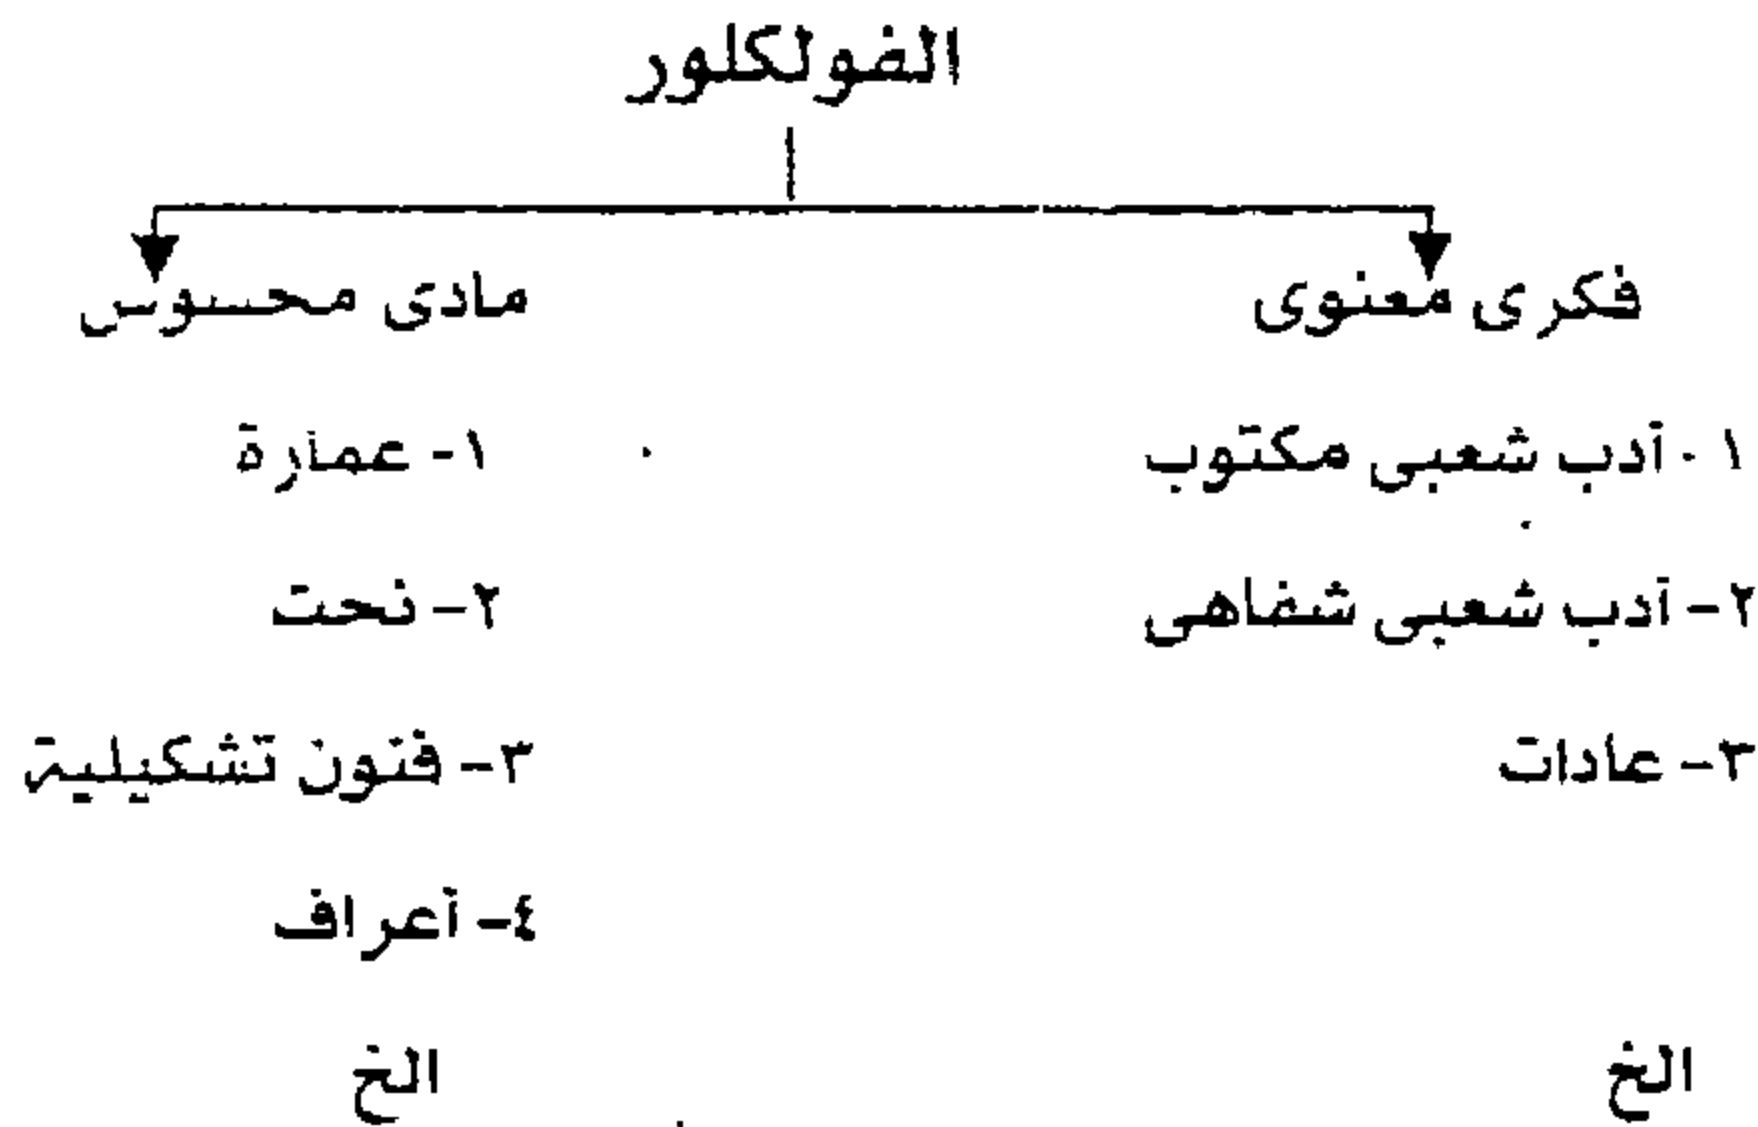 الفولكلور
فكرى معنوى
١ - أدب شعبى مكتوب
٢ - أدب شعبى شفاهى
٣ - عادات
الخ
مادى محسوس
١ - عمارة
٢ - نحت
٣ - فنون تشكيلية
٤ - أعراف
الخ